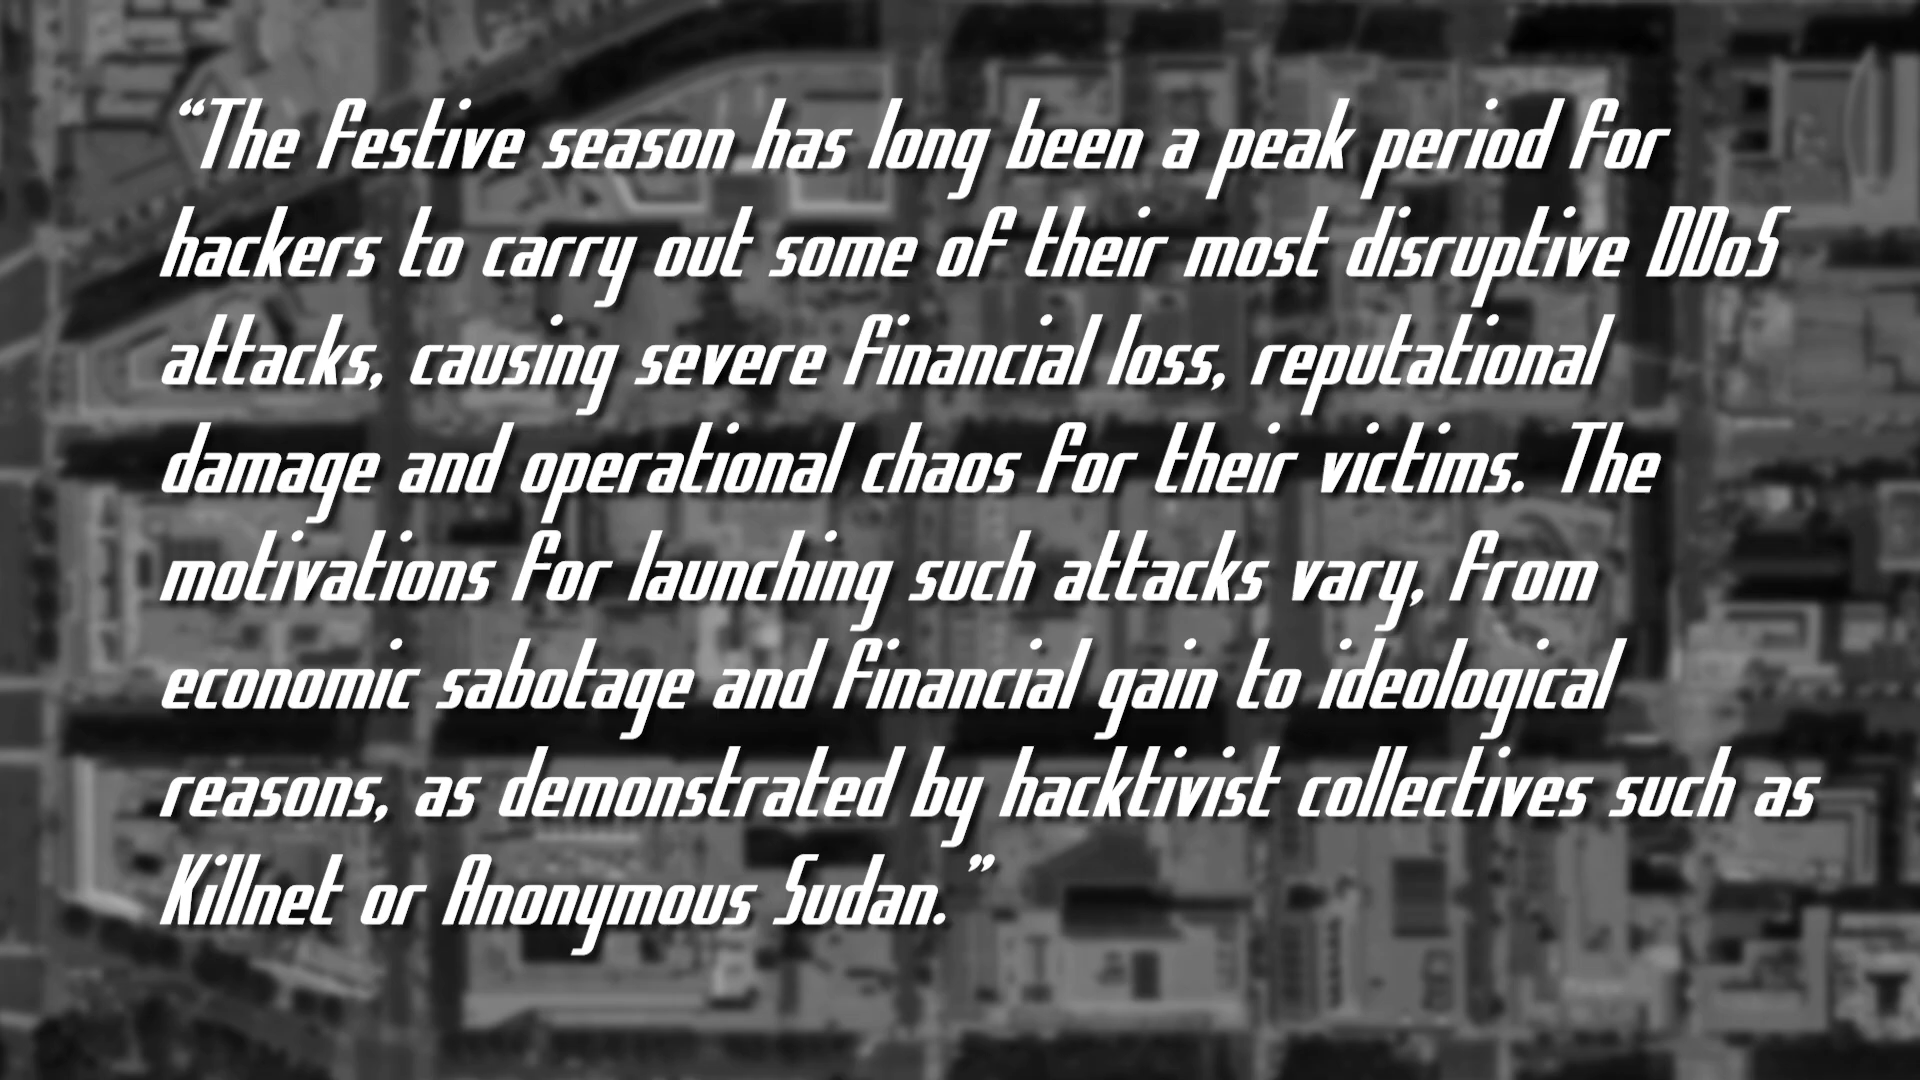 “The festive season has long been a peak period for
hackers to carry out some of their most disruptive DDoS
attacks, causing severe financial loss, reputational
damage and operational chaos for their victims. The
motivations for launching such attacks vary, from
economic sabotage and financial gain to ideological
reasons, as demonstrated by hacktivist collectives such as
Killnet or Anonymous Sudan.”